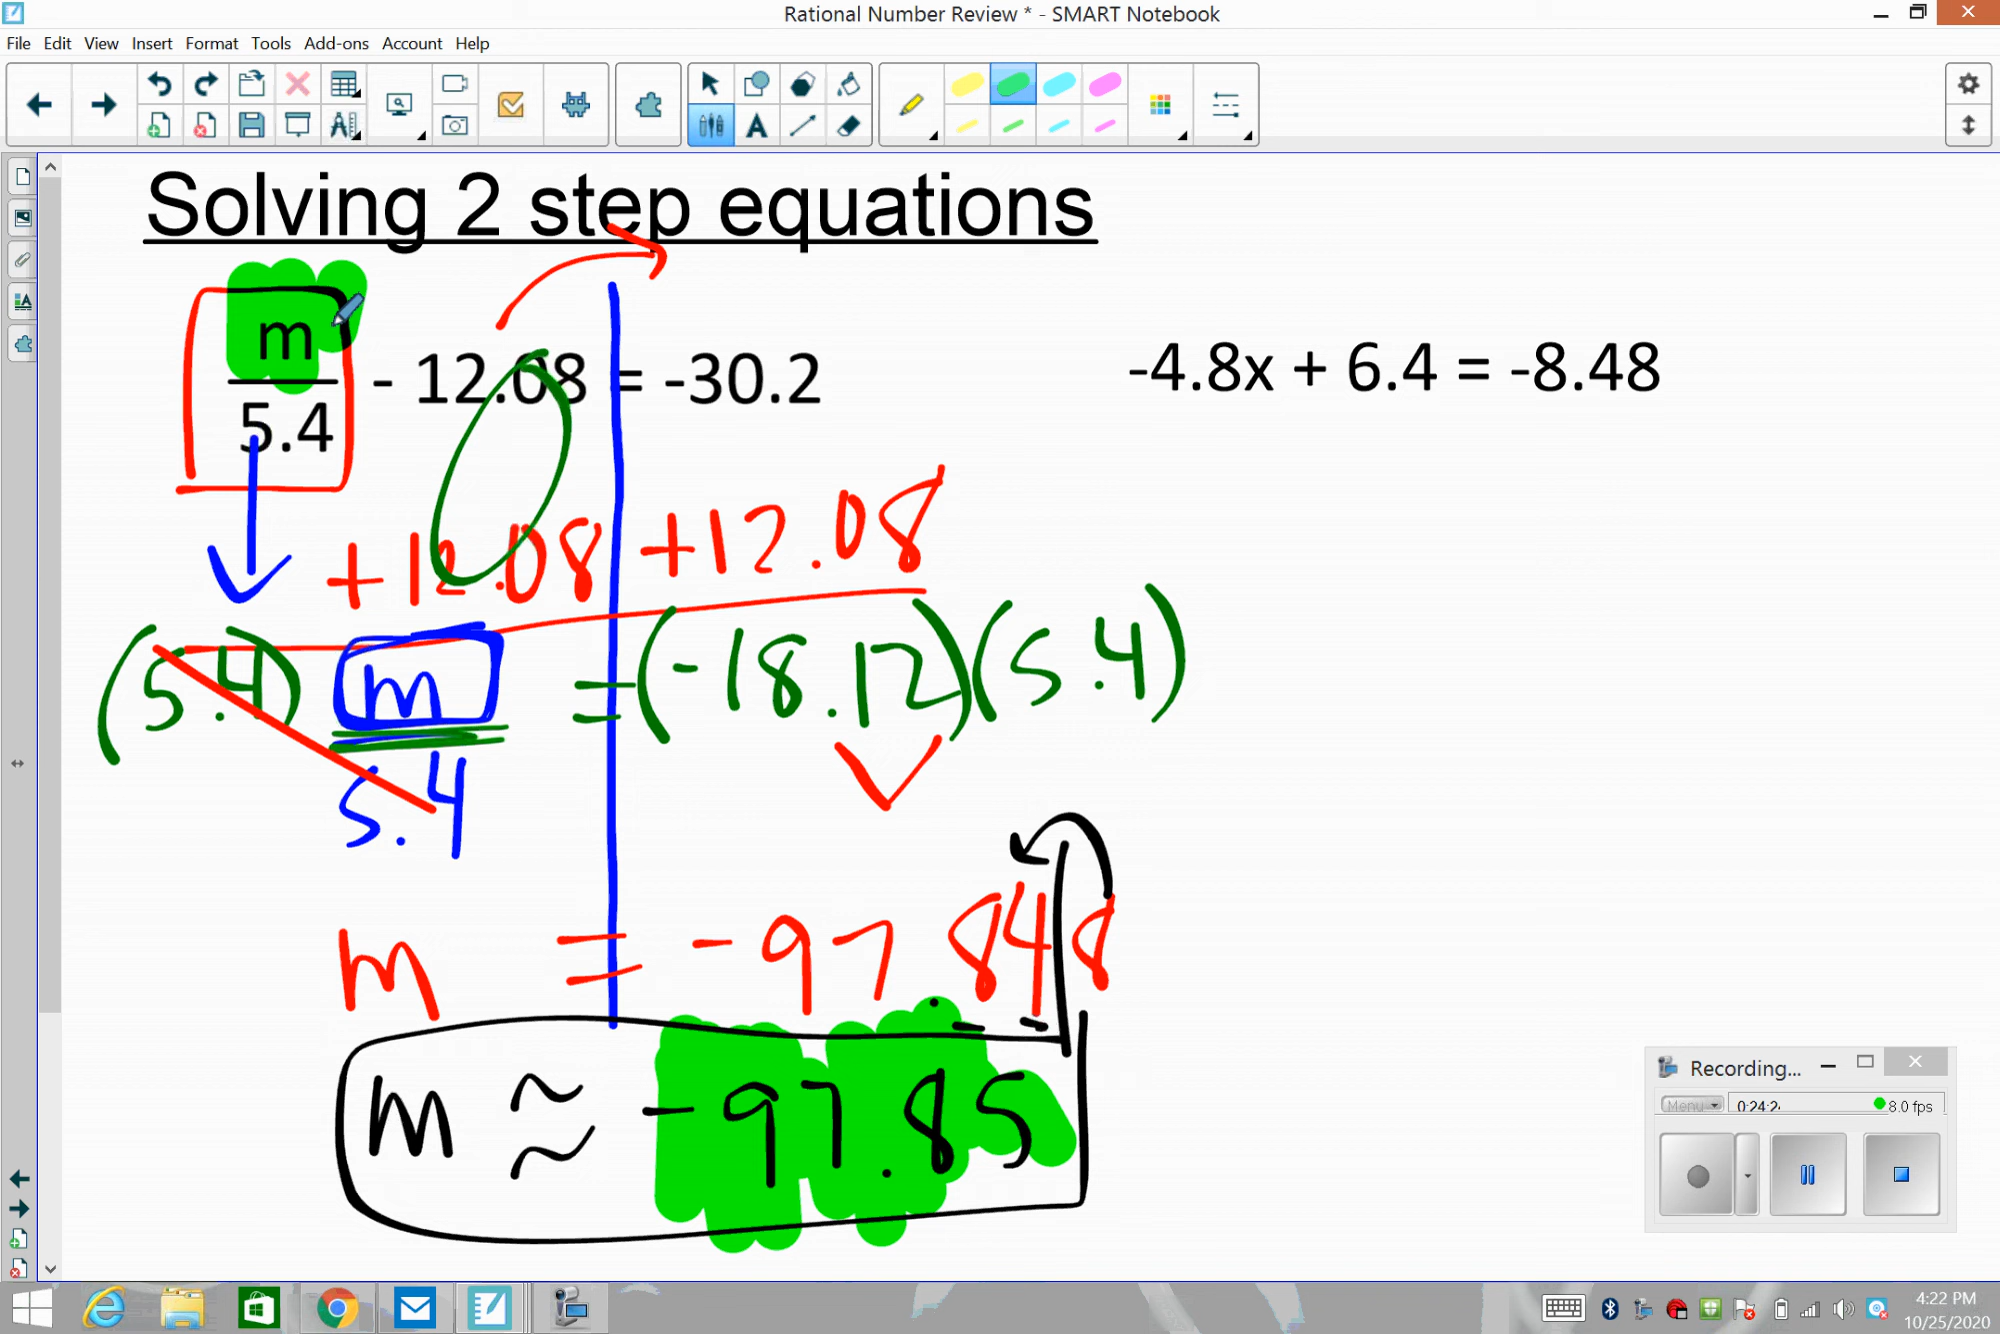 Rational Number Review * - SMART Notebook
File Edit View Insert Format Tools Add-ons Account Help
Solving 2 step equations
m
5.4
- 12.08 = -30.2
-4.8x + 6.4 = -8.48
+12.08 +12.08
(5.4) m = (-18.12)(5.4)
5.4
m = -97 848
m ≈ -97.85
Recording...
Menu
8.0 fps
4:22 PM
10/25/2020